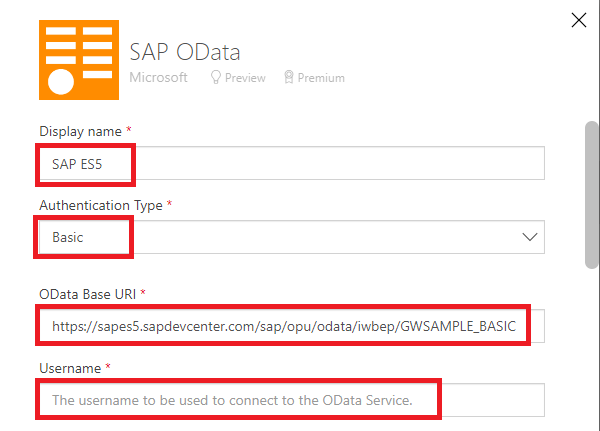 SAP OData
Microsoft Preview Premium
Display name *
SAP ES5
Authentication Type *
Basic
OData Base URI *
https://sapes5.sapdevcenter.com/sap/opu/odata/iwbep/GWSAMPLE_BASIC
Username *
The username to be used to connect to the OData Service.